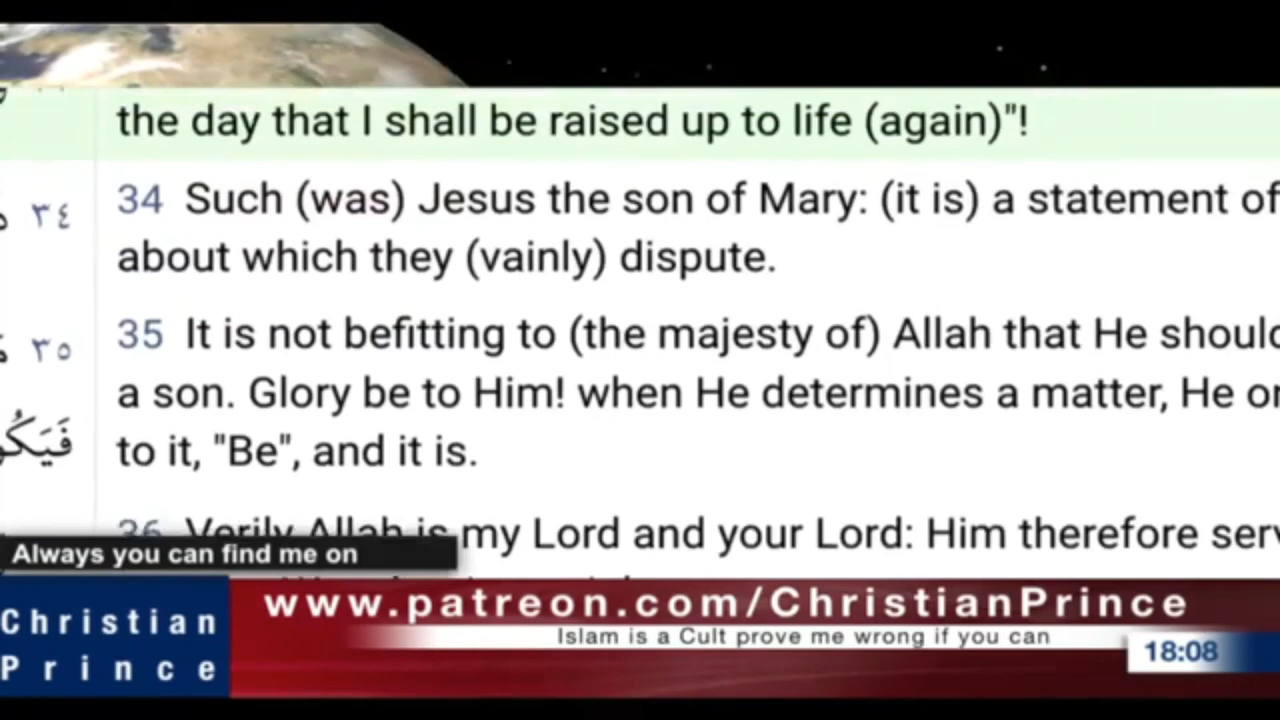 the day that I shall be raised up to life (again)"!
٣٤
34 Such (was) Jesus the son of Mary: (it is) a statement of
about which they (vainly) dispute.
٣٥
35 It is not befitting to (the majesty of) Allah that He should
a son. Glory be to Him! when He determines a matter, He
to it, "Be", and it is.
36 Verily Allah is my Lord and your Lord: Him therefore
Always you can find me on
Christian
Prince
www.patreon.com/ChristianPrince
Islam is a Cult prove me wrong if you can
18:08